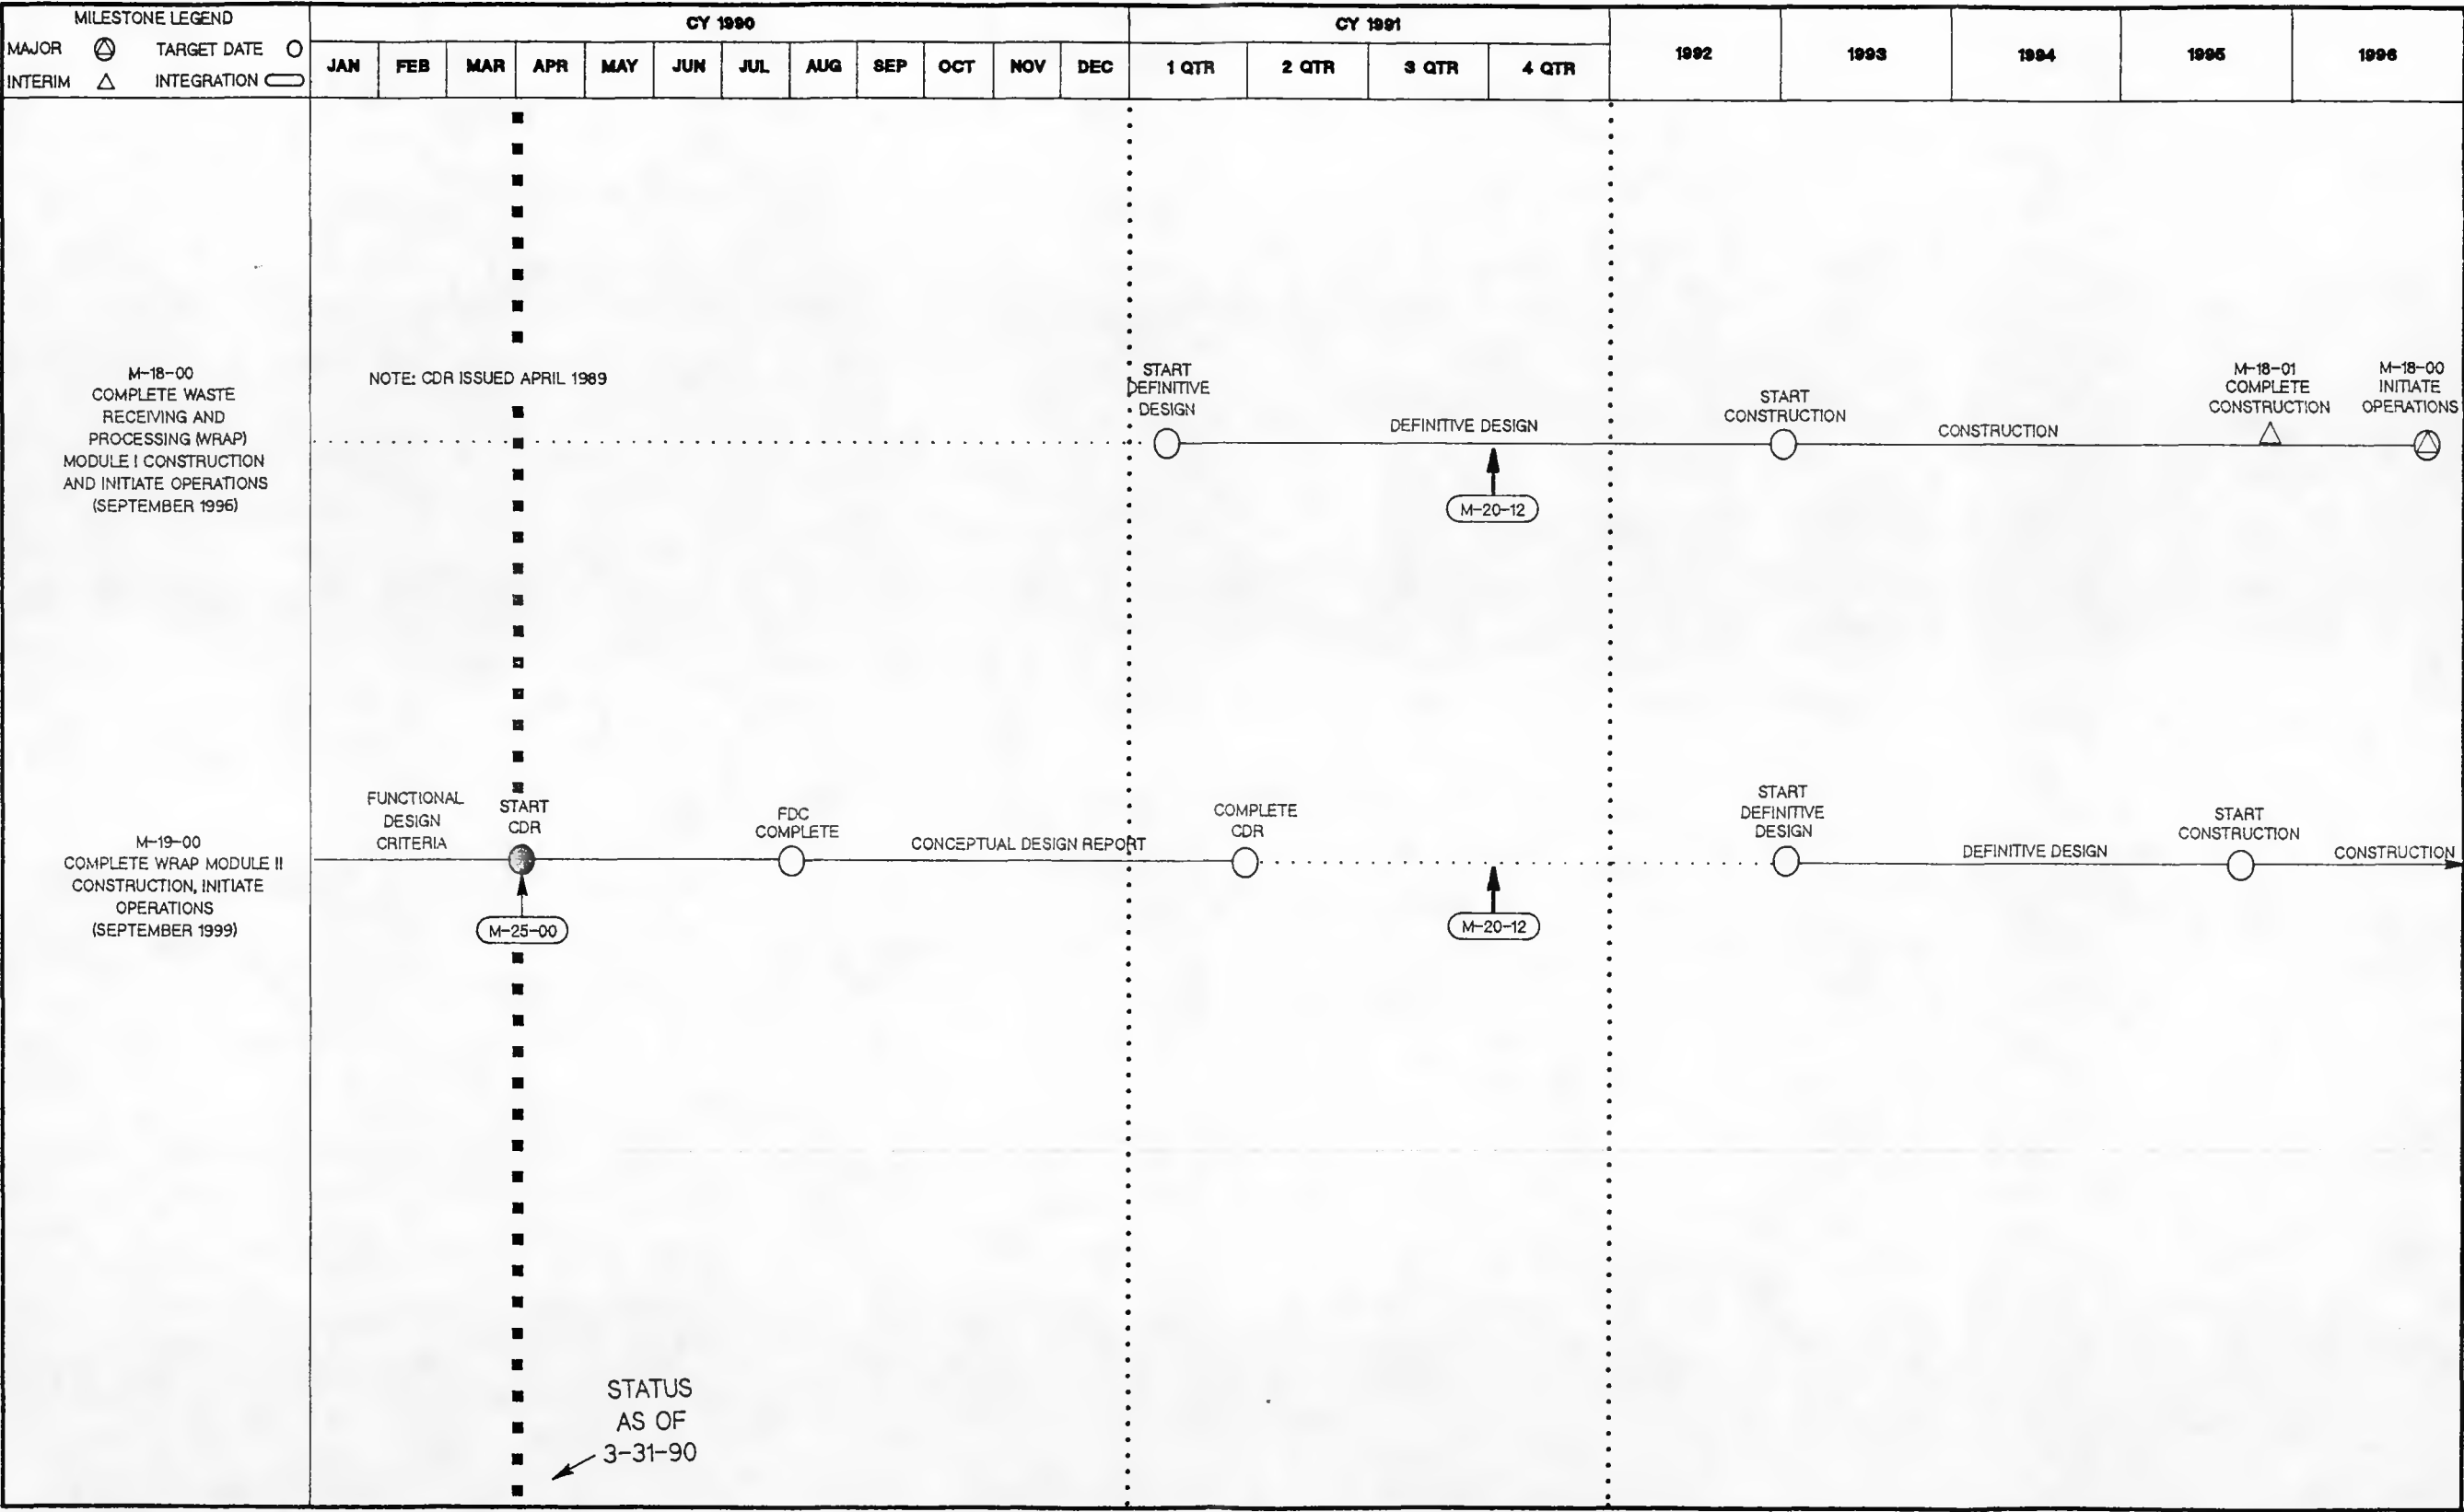 MILESTONE LEGEND
MAJOR TARGET DATE
INTERIM INTEGRATION
CY 1990
CY 1991
JAN FEB MAR APR MAY JUN JUL AUG SEP OCT NOV DEC
1 QTR 2 QTR 3 QTR 4 QTR
1992 1993 1994 1995 1996
M-18-00
COMPLETE WASTE
RECEIVING AND
PROCESSING (WRAP)
MODULE I CONSTRUCTION
AND INITIATE OPERATIONS
(SEPTEMBER 1996)
NOTE: CDR ISSUED APRIL 1989
START
DEFINITIVE
DESIGN
DEFINITIVE DESIGN
M-20-12
START
CONSTRUCTION
CONSTRUCTION
M-18-01
COMPLETE
CONSTRUCTION
M-18-00
INITIATE
OPERATIONS
M-19-00
COMPLETE WRAP MODULE II
CONSTRUCTION, INITIATE
OPERATIONS
(SEPTEMBER 1999)
FUNCTIONAL
DESIGN
CRITERIA
START
CDR
M-25-00
FDC
COMPLETE
CONCEPTUAL DESIGN REPORT
COMPLETE
CDR
M-20-12
START
DEFINITIVE
DESIGN
DEFINITIVE DESIGN
START
CONSTRUCTION
CONSTRUCTION
STATUS
AS OF
3-31-90